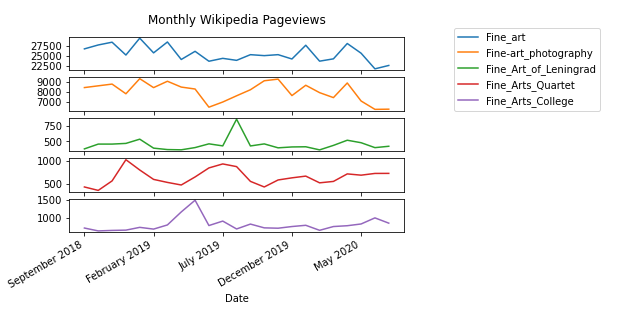 Monthly Wikipedia Pageviews
27500
25000
22500
9000
8000
7000
750
500
1000
500
1500
1000
September 2018
February 2019
July 2019
December 2019
May 2020
Date
Fine_art
Fine-art_photography
Fine_Art_of_Leningrad
Fine_Arts_Quartet
Fine_Arts_College